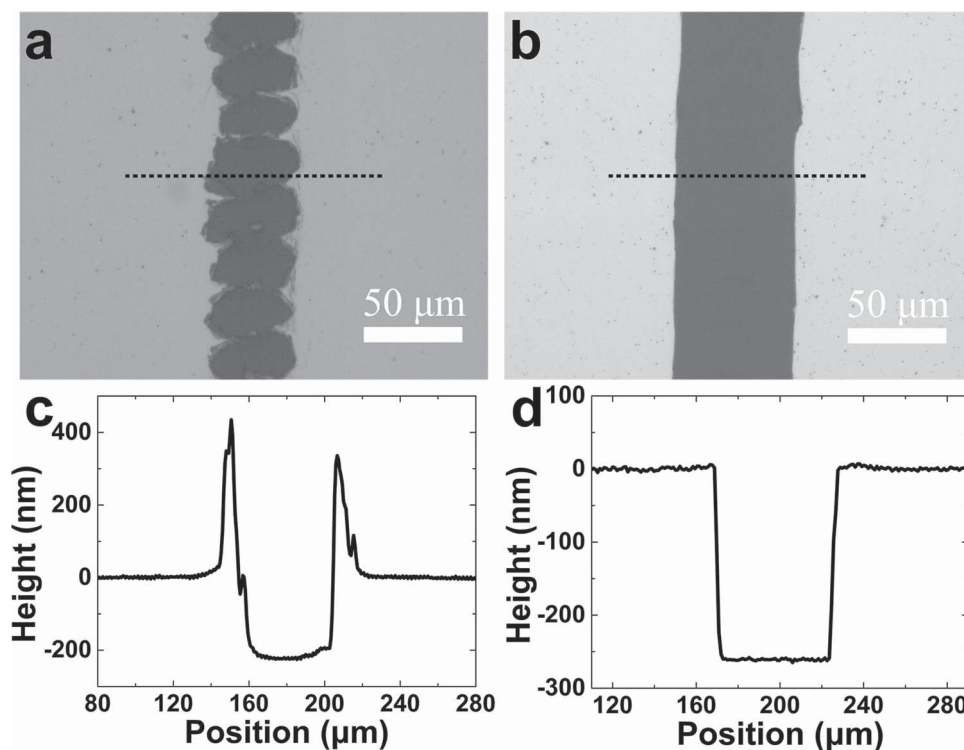 a
50 μm
b
50 μm
c
400
200
0
-200
Height (nm)
80 120 160 200 240 280
Position (μm)
d
100
0
-100
-200
-300
Height (nm)
120 160 200 240 280
Position (μm)